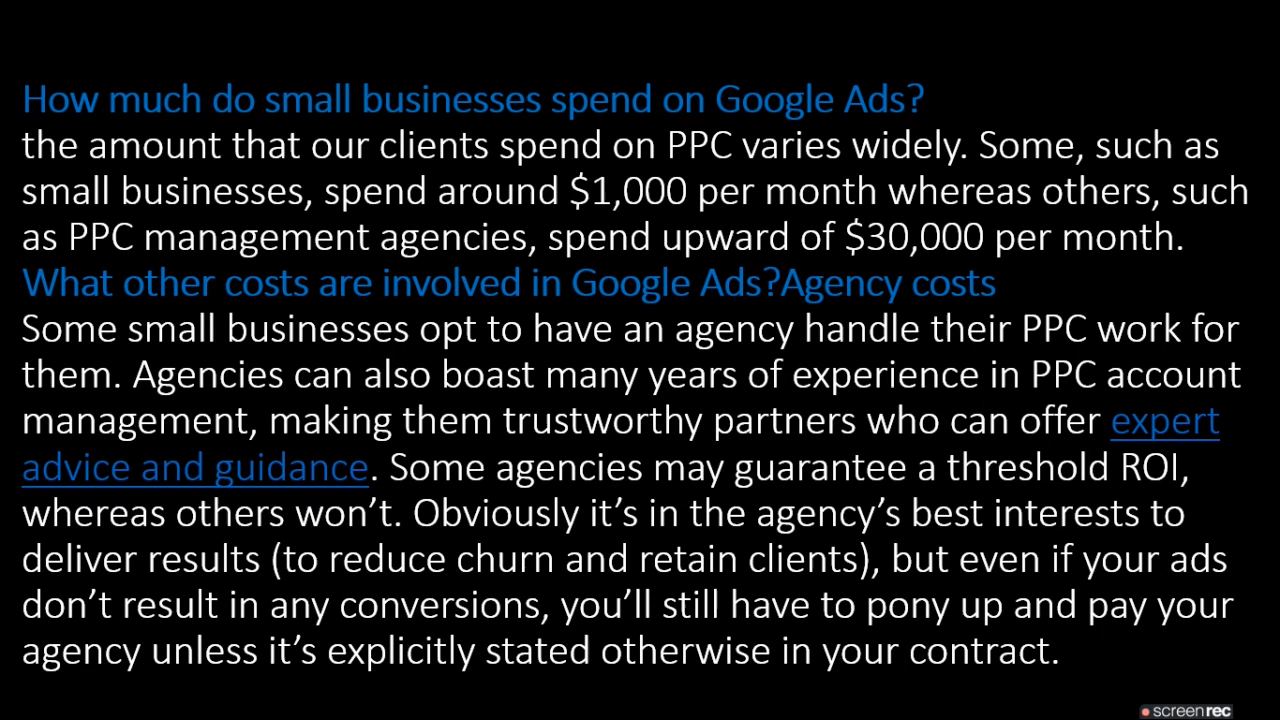 How much do small businesses spend on Google Ads?
the amount that our clients spend on PPC varies widely. Some, such as
small businesses, spend around $1,000 per month whereas others, such
as PPC management agencies, spend upward of $30,000 per month.
What other costs are involved in Google Ads?Agency costs
Some small businesses opt to have an agency handle their PPC work for
them. Agencies can also boast many years of experience in PPC account
management, making them trustworthy partners who can offer expert
advice and guidance. Some agencies may guarantee a threshold ROI,
whereas others won’t. Obviously it’s in the agency’s best interests to
deliver results (to reduce churn and retain clients), but even if your ads
don’t result in any conversions, you’ll still have to pony up and pay your
agency unless it’s explicitly stated otherwise in your contract.
screenrec